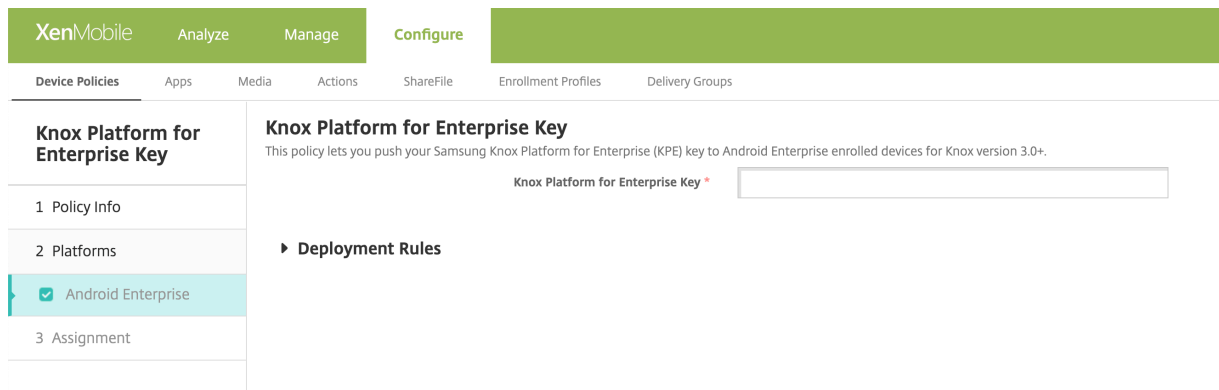 XenMobile Analyze Manage Configure
Device Policies Apps Media Actions ShareFile Enrollment Profiles Delivery Groups
Knox Platform for
Enterprise Key
1 Policy Info
2 Platforms
Android Enterprise
3 Assignment
Knox Platform for Enterprise Key
This policy lets you push your Samsung Knox Platform for Enterprise (KPE) key to Android Enterprise enrolled devices for Knox version 3.0+.
Knox Platform for Enterprise Key *
Deployment Rules